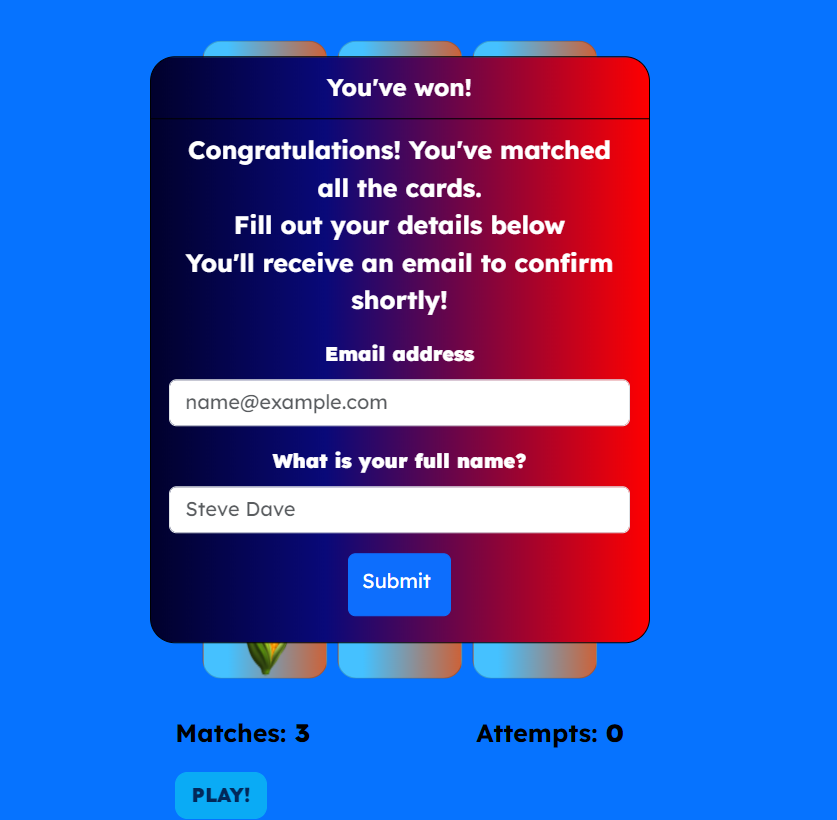 You've won!
Congratulations! You've matched
all the cards.
Fill out your details below
You'll receive an email to confirm
shortly!
Email address
name@example.com
What is your full name?
Steve Dave
Submit
Matches: 3
Attempts: 0
PLAY!